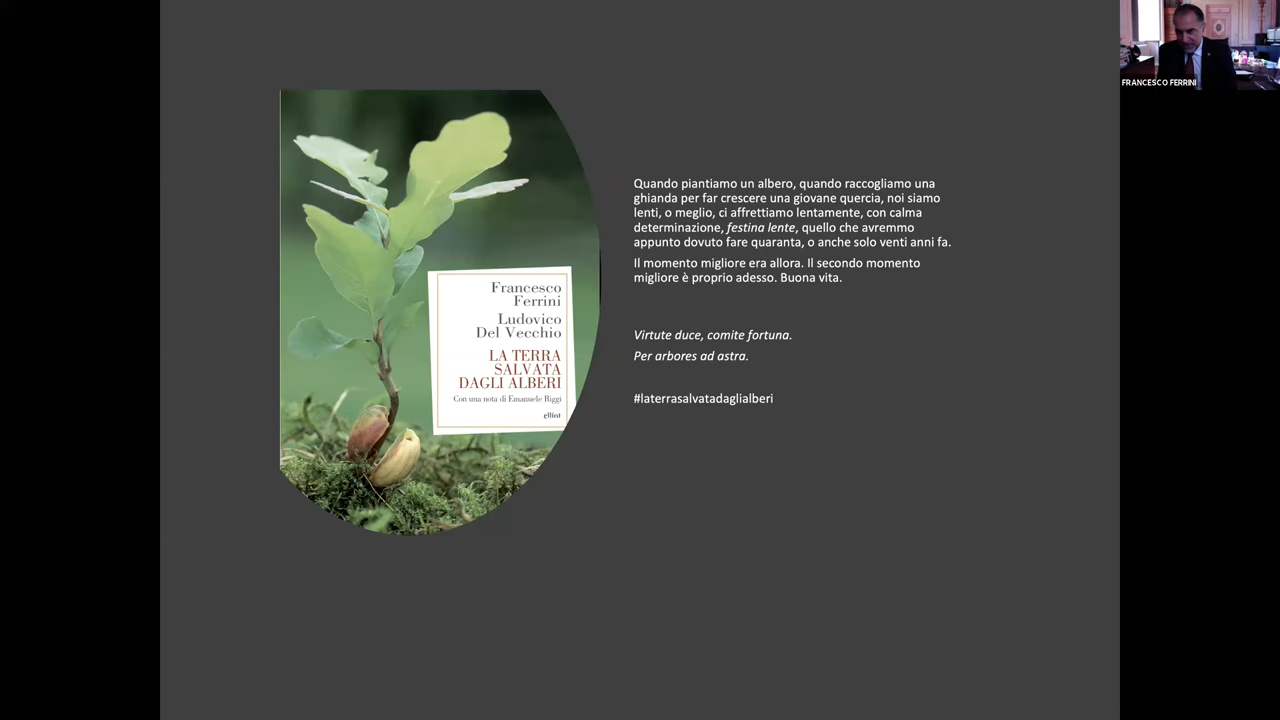 FRANCESCO FERRINI
Francesco
Ferrini
Ludovico
Del Vecchio
LA TERRA
SALVATA
DAGLI ALBERI
Con una nota di Emanuele Biggi
elliot
Quando piantiamo un albero, quando raccogliamo una
ghianda per far crescere una giovane quercia, noi siamo
lenti, o meglio, ci affrettiamo lentamente, con calma
determinazione, festina lente, quello che avremmo
appunto dovuto fare quaranta, o anche solo venti anni fa.
Il momento migliore era allora. Il secondo momento
migliore è proprio adesso. Buona vita.
Virtute duce, comite fortuna.
Per arbores ad astra.
#laterrasalvatadaglialberi